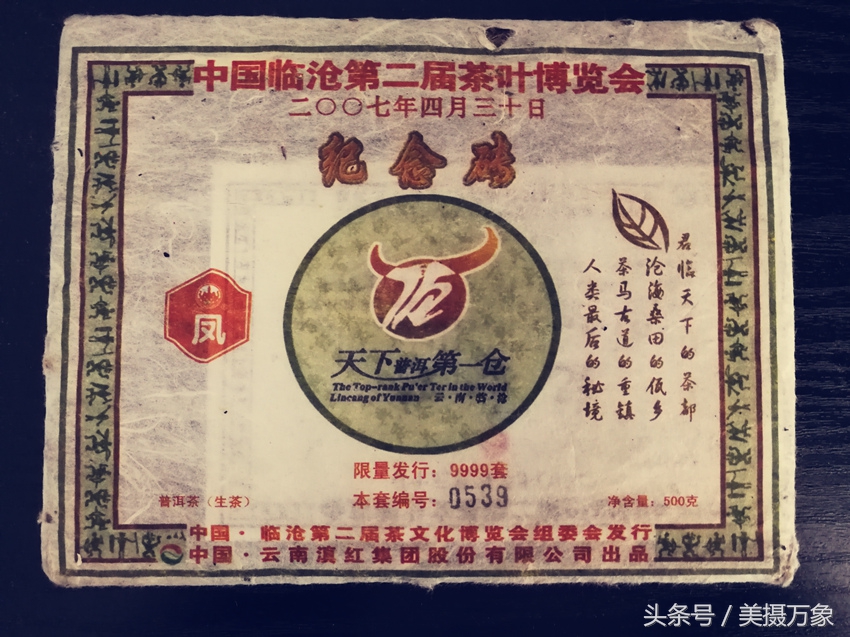 中国临沧第二届茶叶博览会
二〇〇七年四月三十日
纪念砖
君临天下的茶都
沧海桑田的佤乡
茶马古道的重镇
人类最后的秘境
凤
天下普洱第一仓
The Top-rank Pu'er Ter in the World
Lincang of Yunnan 云·南·临·沧
限量发行：9999套
普洱茶（生茶）
本套编号：0539
净含量：500克
中国·临沧第二届茶文化博览会组委会发行
中国·云南滇红集团股份有限公司出品
头条号 / 美摄万象